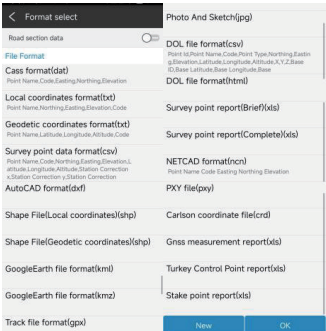 Format select
Road section data
File Format
Cass format(dat)
Point Name,Code,Easting,Northing,Elevation
Local coordinates format(txt)
Point Name,Northing,Easting,Elevation,Code
Geodetic coordinates format(txt)
Point Name,Latitude,Longitude,Altitude,Code
Survey point data format(csv)
Point Name,Code,Northing,Easting,Elevation,L
atitude,Longitude,Altitude,Station Correction
x,Station Correction y,Station Correction
AutoCAD format(dxf)
Shape File(Local coordinates)(shp)
Shape File(Geodetic coordinates)(shp)
GoogleEarth file format(kml)
GoogleEarth file format(kmz)
Track file format(gpx)
Photo And Sketch(jpg)
DOL file format(csv)
Point Id,Point Name,Code,Point Type,Northing,Eastin
g,Elevation,Latitude,Longitude,Altitude,X,Y,Z,Base
ID,Base Latitude,Base Longitude,Base
DOL file format(html)
Survey point report(Brief)(xls)
Survey point report(Complete)(xls)
NETCAD format(ncn)
Point Name Code Easting Northing Elevation
PXY file(pxy)
Carlson coordinate file(crd)
Gnss measurement report(xls)
Turkey Control Point report(xls)
Stake point report(xls)
New
OK